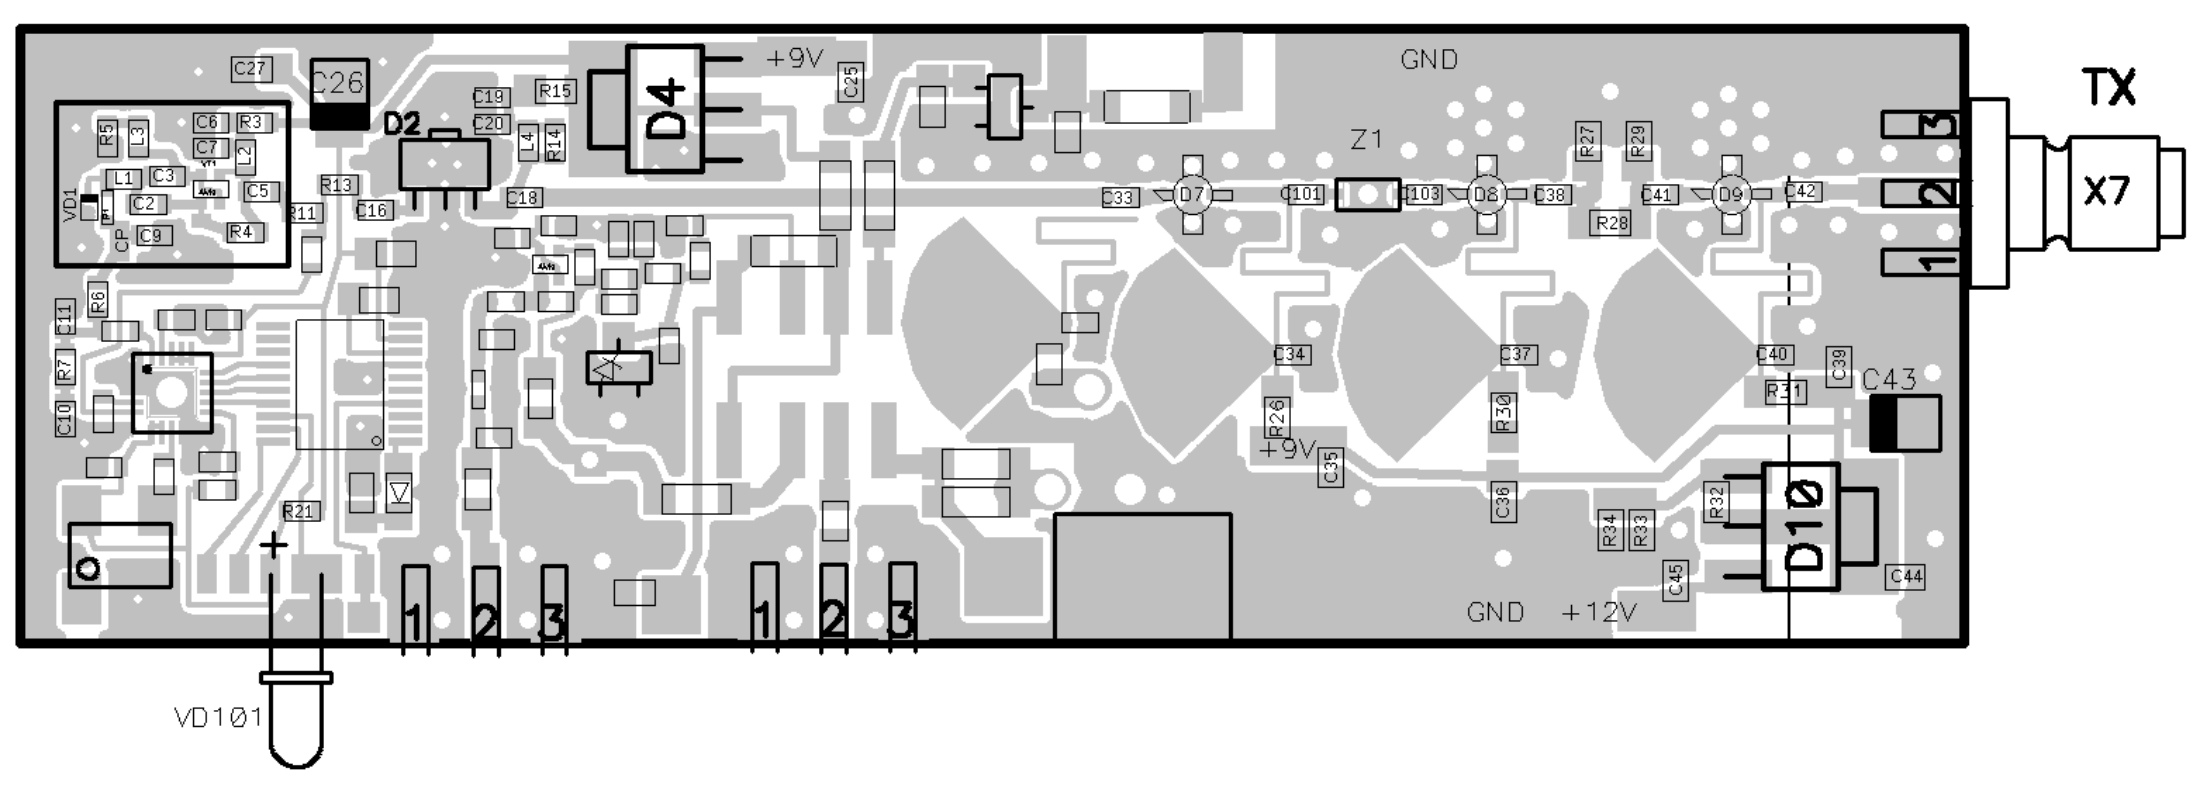 +9V
GND
TX
C27
C26
C25
C19
R15
D4
C20
D2
R5
L3
C6
R3
C7
L2
L4
R14
Z1
R27
R29
3
VT1
L1
C3
R13
C5
C18
C33
D7
C101
C103
D8
C38
C41
D9
C42
2
X7
VD1
C2
R11
C16
R28
CP
C9
R4
1
R6
C11
R7
C34
C37
C40
C39
R31
C43
C10
R26
R30
+9V
C35
R21
C36
R32
D10
R34
R33
+
C45
C44
1
2
3
1
2
3
GND
+12V
VD101